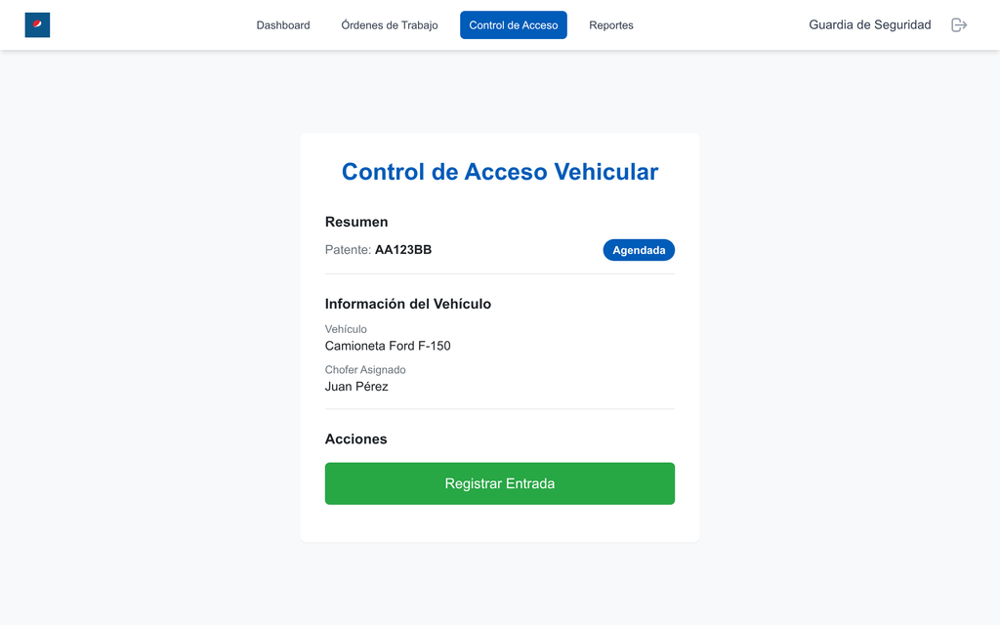 Dashboard
Órdenes de Trabajo
Control de Acceso
Reportes
Guardia de Seguridad
Control de Acceso Vehicular
Resumen
Patente: AA123BB
Agendada
Información del Vehículo
Vehículo
Camioneta Ford F-150
Chofer Asignado
Juan Pérez
Acciones
Registrar Entrada